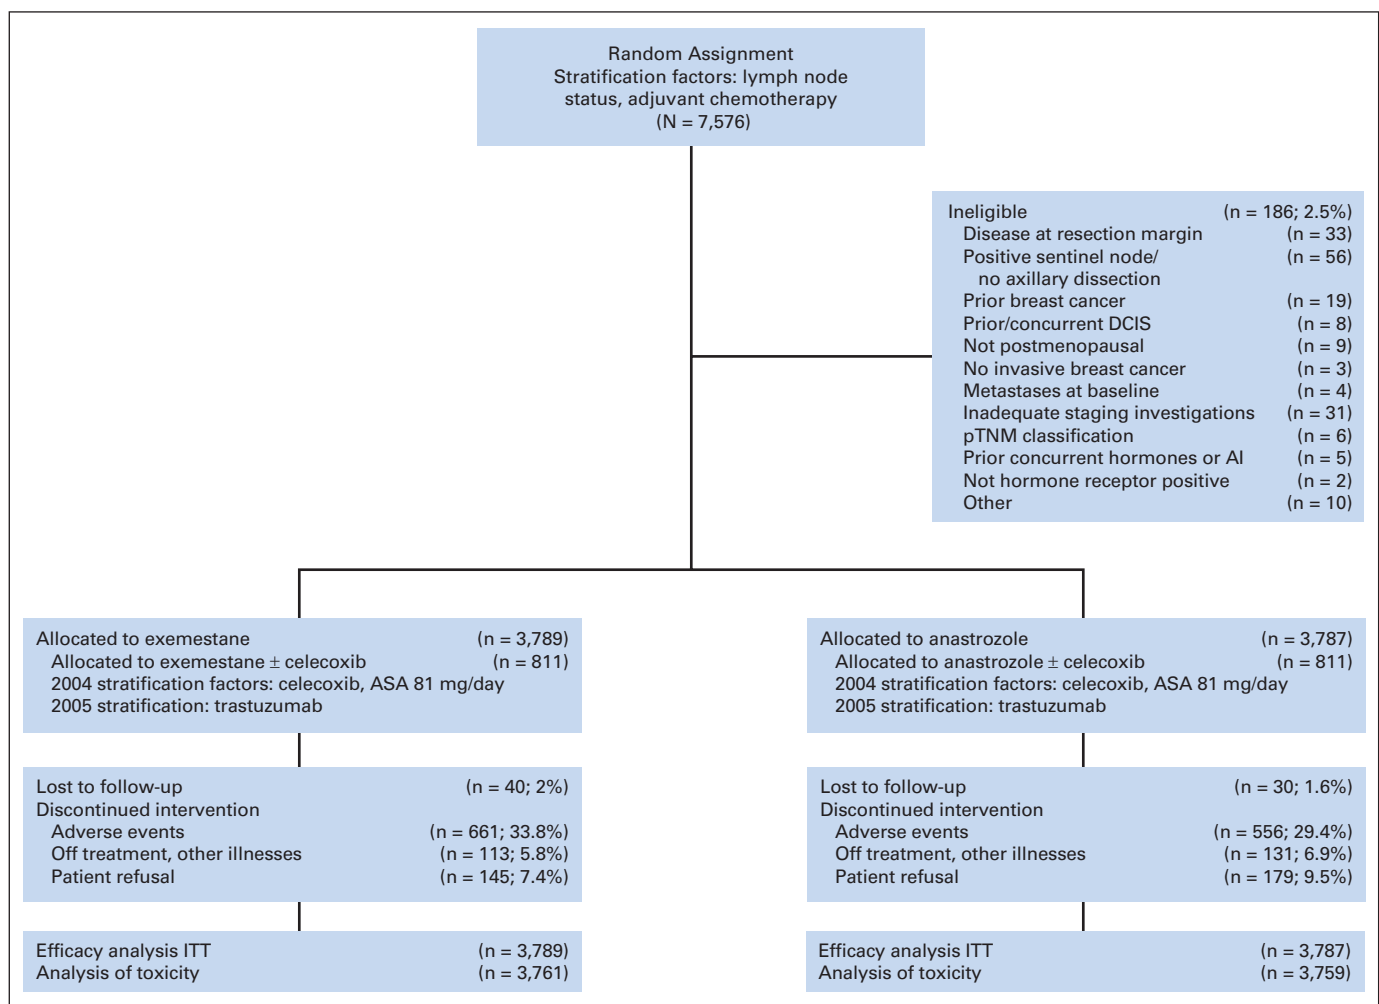 Random Assignment
Stratification factors: lymph node
status, adjuvant chemotherapy
(N = 7,576)
Ineligible (n = 186; 2.5%)
Disease at resection margin (n = 33)
Positive sentinel node/ (n = 56)
no axillary dissection
Prior breast cancer (n = 19)
Prior/concurrent DCIS (n = 8)
Not postmenopausal (n = 9)
No invasive breast cancer (n = 3)
Metastases at baseline (n = 4)
Inadequate staging investigations (n = 31)
pTNM classification (n = 6)
Prior concurrent hormones or AI (n = 5)
Not hormone receptor positive (n = 2)
Other (n = 10)
Allocated to exemestane (n = 3,789)
Allocated to exemestane ± celecoxib (n = 811)
2004 stratification factors: celecoxib, ASA 81 mg/day
2005 stratification: trastuzumab
Allocated to anastrozole (n = 3,787)
Allocated to anastrozole ± celecoxib (n = 811)
2004 stratification factors: celecoxib, ASA 81 mg/day
2005 stratification: trastuzumab
Lost to follow-up (n = 40; 2%)
Discontinued intervention
Adverse events (n = 661; 33.8%)
Off treatment, other illnesses (n = 113; 5.8%)
Patient refusal (n = 145; 7.4%)
Lost to follow-up (n = 30; 1.6%)
Discontinued intervention
Adverse events (n = 556; 29.4%)
Off treatment, other illnesses (n = 131; 6.9%)
Patient refusal (n = 179; 9.5%)
Efficacy analysis ITT (n = 3,789)
Analysis of toxicity (n = 3,761)
Efficacy analysis ITT (n = 3,787)
Analysis of toxicity (n = 3,759)